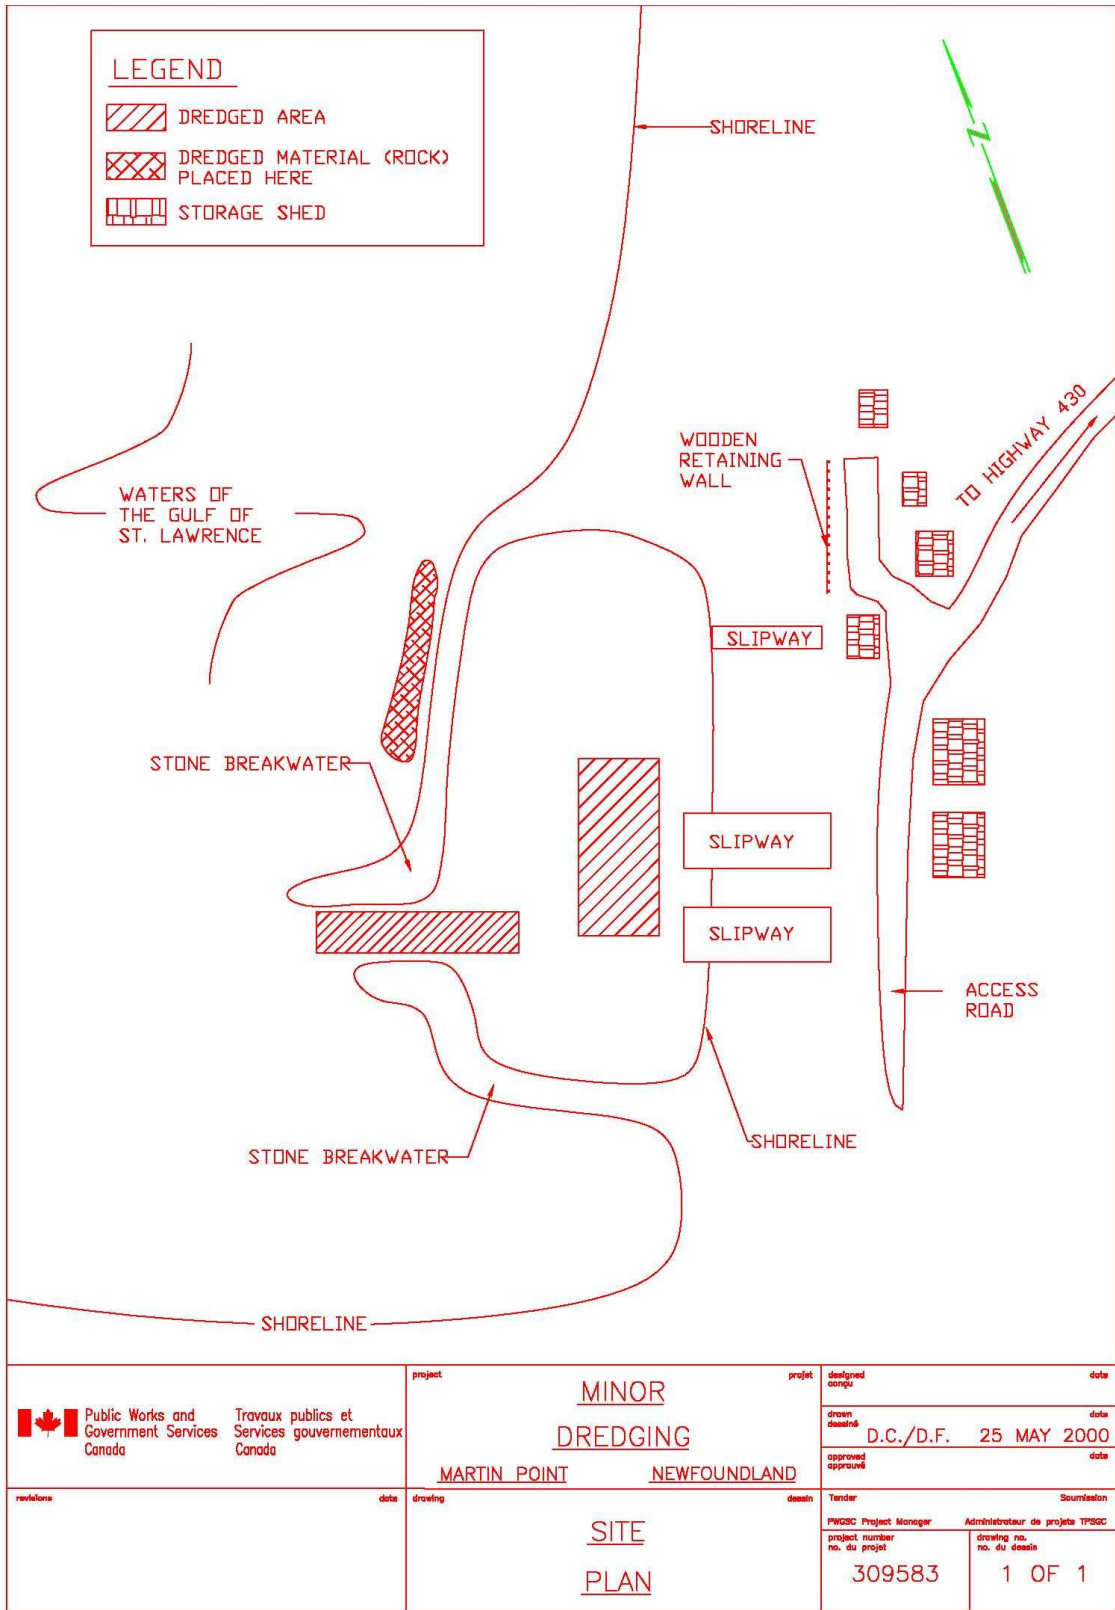 LEGEND
DREDGED AREA
DREDGED MATERIAL (ROCK)
PLACED HERE
STORAGE SHED
SHORELINE
N
TO HIGHWAY 430
WOODEN
RETAINING
WALL
WATERS OF
THE GULF OF
ST. LAWRENCE
SLIPWAY
STONE BREAKWATER
SLIPWAY
SLIPWAY
ACCESS
ROAD
SHORELINE
STONE BREAKWATER
SHORELINE
Public Works and
Government Services
Canada
Travaux publics et
Services gouvernementaux
Canada
project projet
MINOR
DREDGING
MARTIN POINT NEWFOUNDLAND
designed date
conçu
drawn date
dessiné
D.C./D.F. 25 MAY 2000
approved date
approuvé
revisions date
drawing dessin
SITE
PLAN
Tender Soumission
PWGSC Project Manager Administrateur de projets TPSGC
project number
no. du projet
309583
drawing no.
no. du dessin
1 OF 1